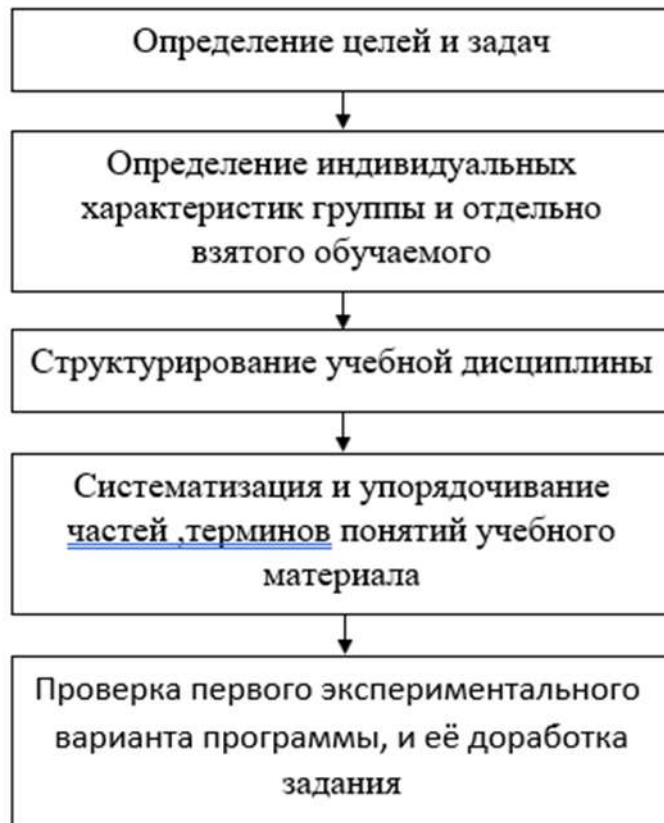 Определение целей и задач
Определение индивидуальных
характеристик группы и отдельно
взятого обучаемого
Структурирование учебной дисциплины
Систематизация и упорядочивание
частей ,терминов понятий учебного
материала
Проверка первого экспериментального
варианта программы, и её доработка
задания